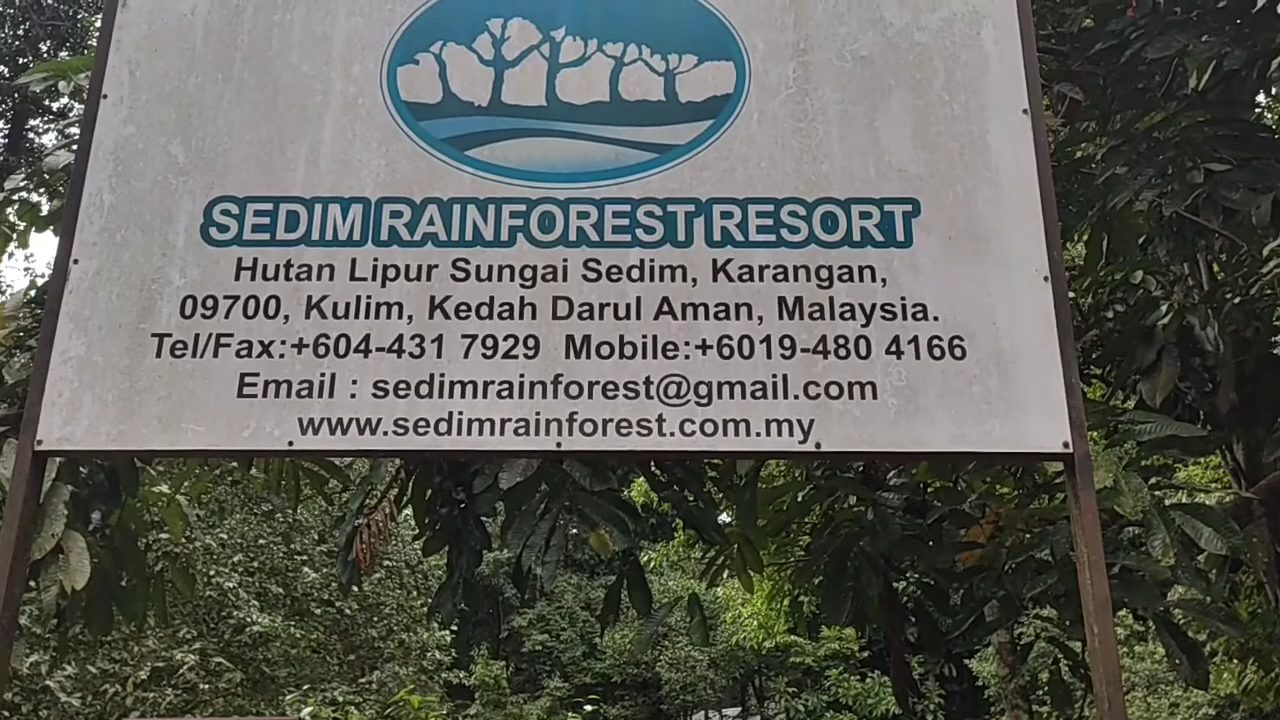 SEDIM RAINFOREST RESORT
Hutan Lipur Sungai Sedim, Karangan,
09700, Kulim, Kedah Darul Aman, Malaysia.
Tel/Fax:+604-431 7929 Mobile:+6019-480 4166
Email : sedimrainforest@gmail.com
www.sedimrainforest.com.my